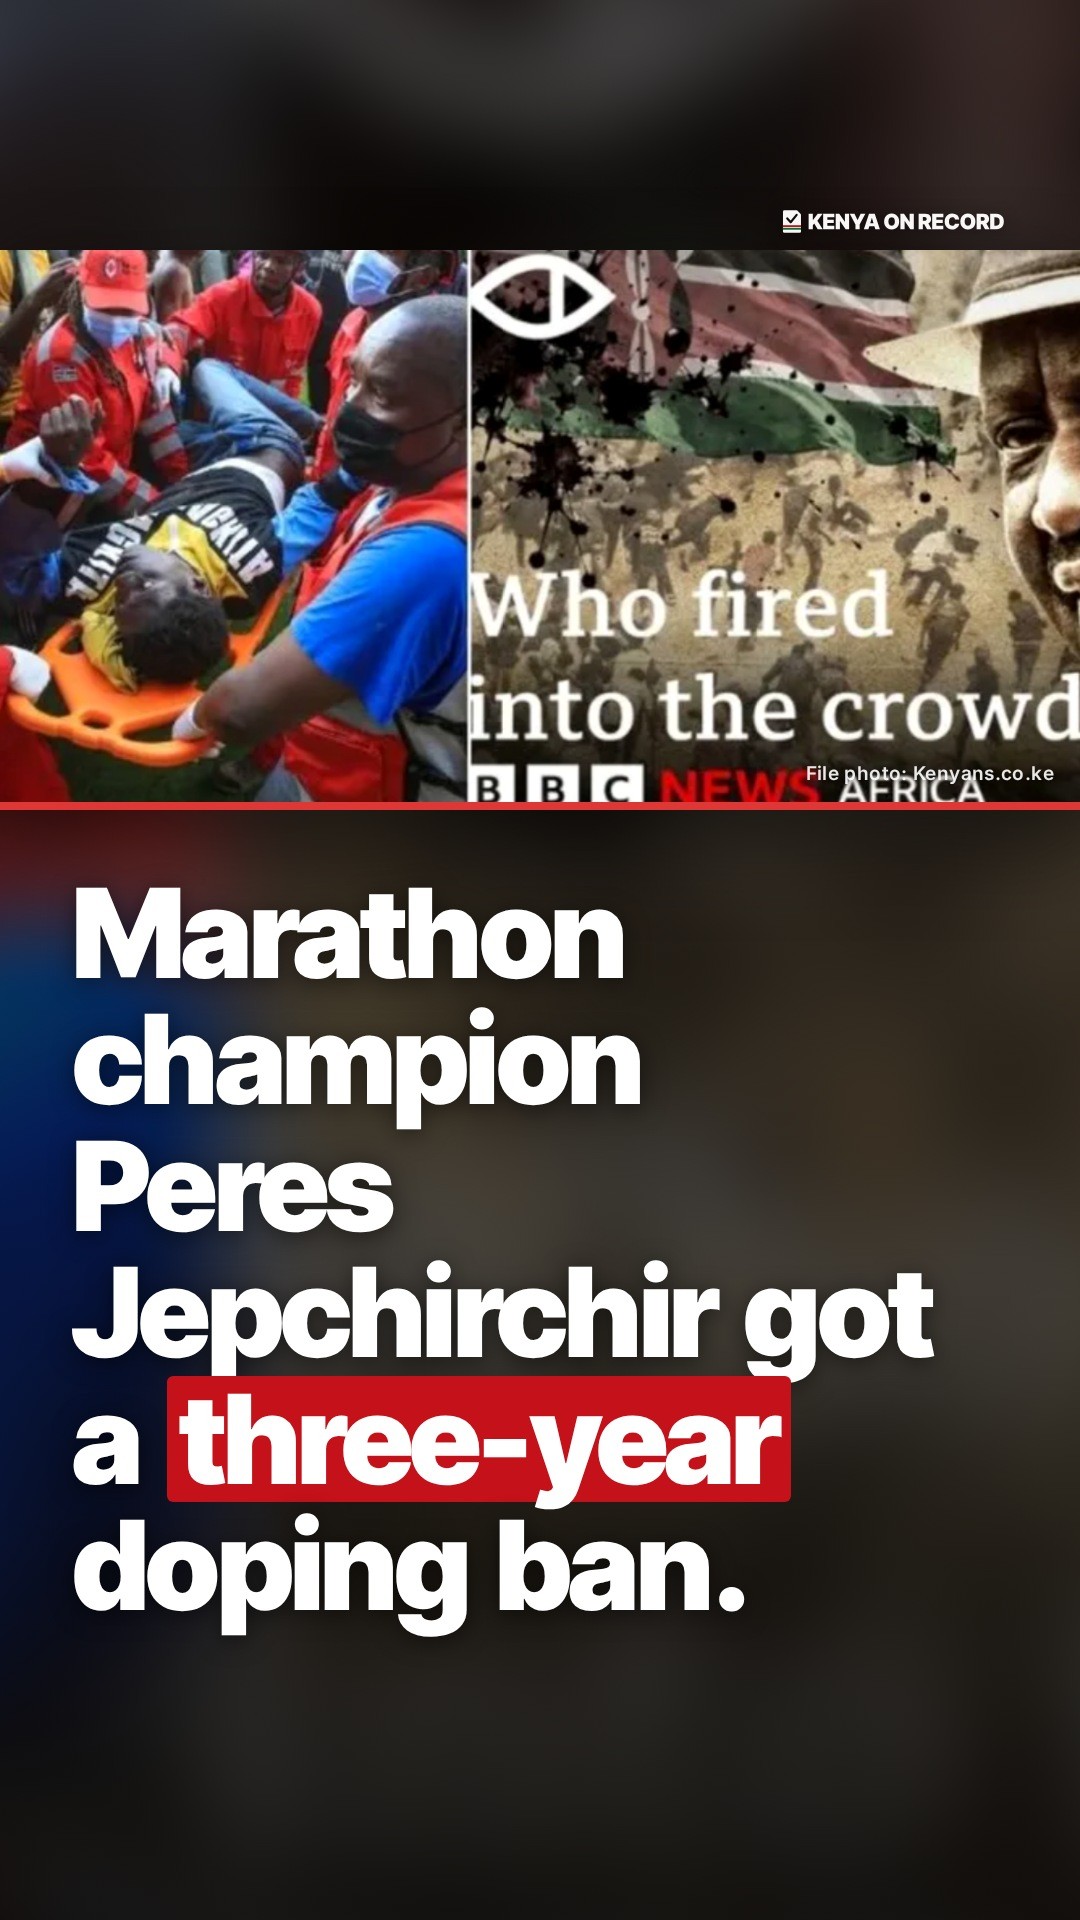 KENYA ON RECORD
Who fired
into the crowd
BBC NEWS AFRICA
File photo: Kenyans.co.ke
Marathon
champion
Peres
Jepchirchir got
a three-year
doping ban.